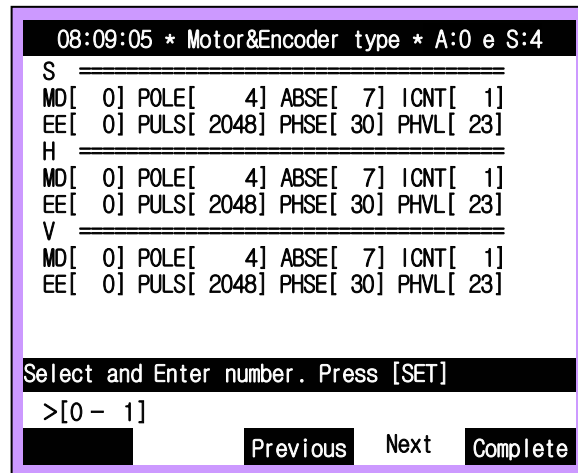 08:09:05 * Motor&Encoder type * A:0 e S:4
S ====================================
MD[ 0] POLE[ 4] ABSE[ 7] ICNT[ 1]
EE[ 0] PULS[ 2048] PHSE[ 30] PHVL[ 23]
H ====================================
MD[ 0] POLE[ 4] ABSE[ 7] ICNT[ 1]
EE[ 0] PULS[ 2048] PHSE[ 30] PHVL[ 23]
V ====================================
MD[ 0] POLE[ 4] ABSE[ 7] ICNT[ 1]
EE[ 0] PULS[ 2048] PHSE[ 30] PHVL[ 23]
Select and Enter number. Press [SET]
>[0 - 1]
Previous Next Complete